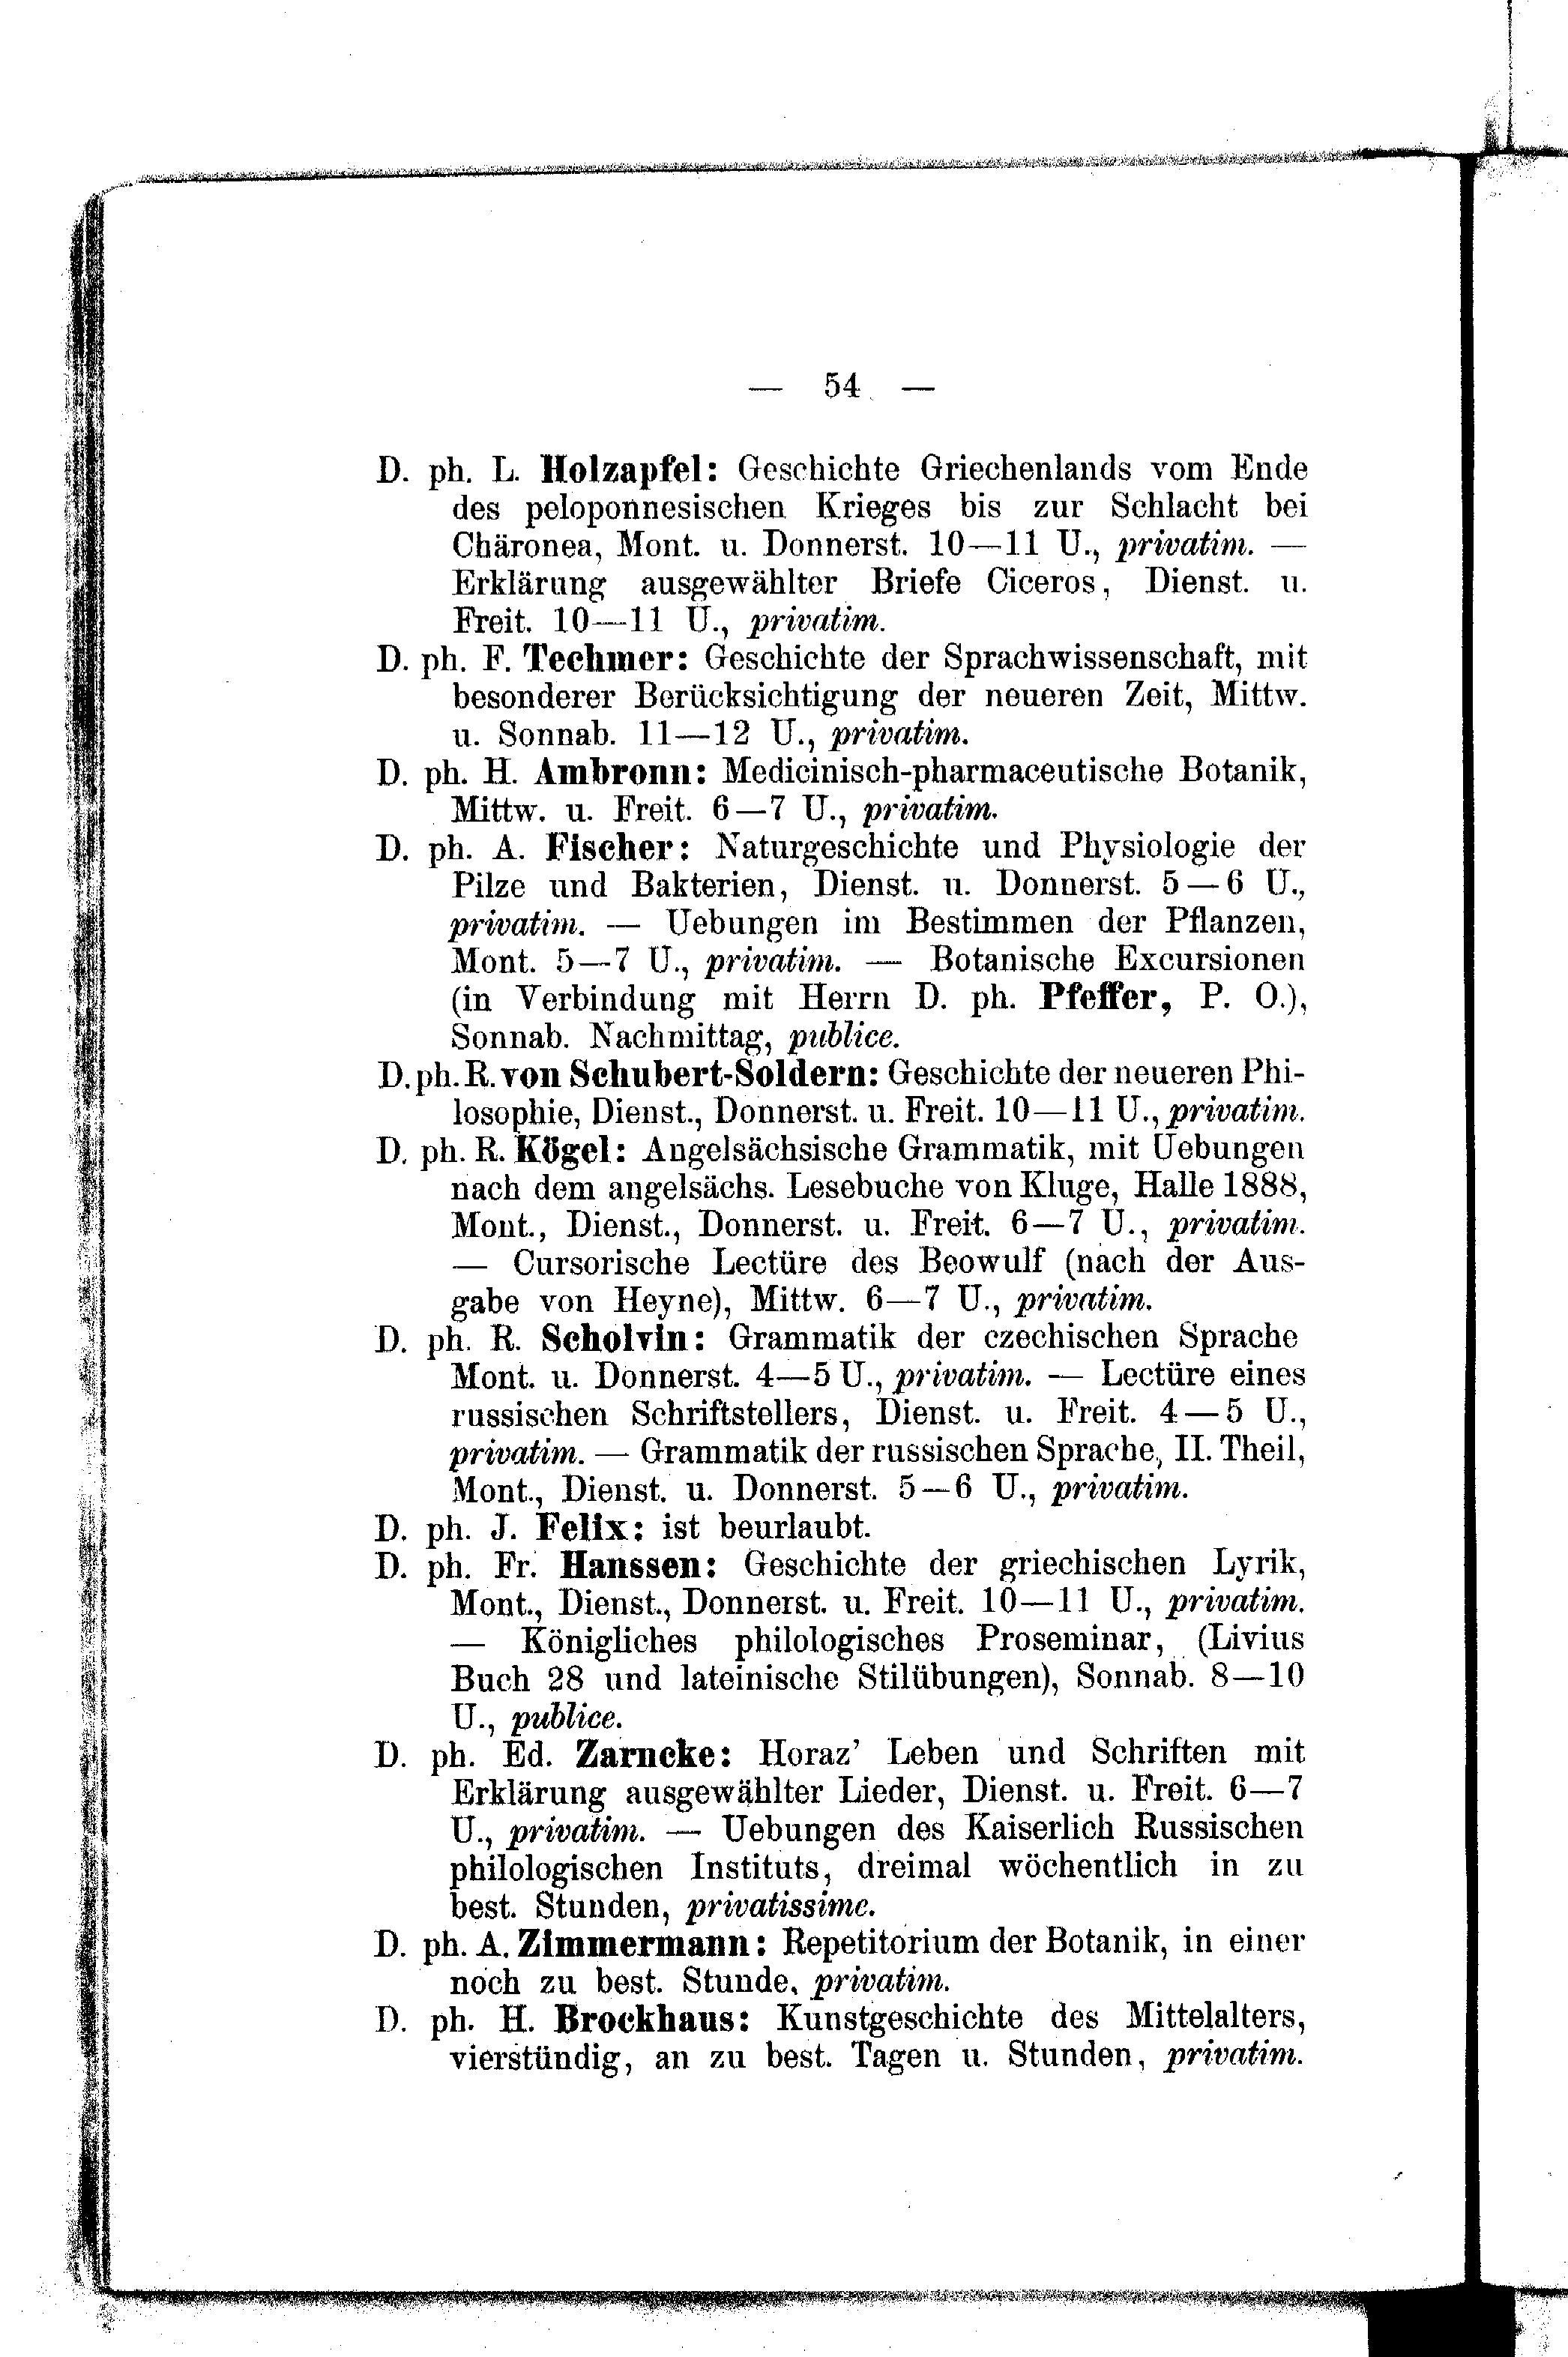 — 54 —
D. ph. L. Holzapfel: Geschichte Griechenlands vom Ende
des peloponnesischen Krieges bis zur Schlacht bei
Chäronea, Mont. u. Donnerst. 10—11 U., privatim. —
Erklärung ausgewählter Briefe Ciceros, Dienst. u.
Freit. 10—11 U., privatim.
D. ph. F. Techmer: Geschichte der Sprachwissenschaft, mit
besonderer Berücksichtigung der neueren Zeit, Mittw.
u. Sonnab. 11—12 U., privatim.
D. ph. H. Ambronn: Medicinisch-pharmaceutische Botanik,
Mittw. u. Freit. 6—7 U., privatim.
D. ph. A. Fischer: Naturgeschichte und Physiologie der
Pilze und Bakterien, Dienst. u. Donnerst. 5—6 U.,
privatim. — Uebungen im Bestimmen der Pflanzen,
Mont. 5—7 U., privatim. — Botanische Excursionen
(in Verbindung mit Herrn D. ph. Pfeffer, P. O.),
Sonnab. Nachmittag, publice.
D. ph. R. von Schubert-Soldern: Geschichte der neueren Phi-
losophie, Dienst., Donnerst. u. Freit. 10—11 U., privatim.
D. ph. R. Kögel: Angelsächsische Grammatik, mit Uebungen
nach dem angelsächs. Lesebuche von Kluge, Halle 1888,
Mont., Dienst., Donnerst. u. Freit. 6—7 U., privatim.
— Cursorische Lectüre des Beowulf (nach der Aus-
gabe von Heyne), Mittw. 6—7 U., privatim.
D. ph. R. Scholvin: Grammatik der czechischen Sprache
Mont. u. Donnerst. 4—5 U., privatim. — Lectüre eines
russischen Schriftstellers, Dienst. u. Freit. 4—5 U.,
privatim. — Grammatik der russischen Sprache, II. Theil,
Mont., Dienst. u. Donnerst. 5—6 U., privatim.
D. ph. J. Felix: ist beurlaubt.
D. ph. Fr. Hanssen: Geschichte der griechischen Lyrik,
Mont., Dienst., Donnerst. u. Freit. 10—11 U., privatim.
— Königliches philologisches Proseminar, (Livius
Buch 28 und lateinische Stilübungen), Sonnab. 8—10
U., publice.
D. ph. Ed. Zarncke: Horaz' Leben und Schriften mit
Erklärung ausgewählter Lieder, Dienst. u. Freit. 6—7
U., privatim. — Uebungen des Kaiserlich Russischen
philologischen Instituts, dreimal wöchentlich in zu
best. Stunden, privatissime.
D. ph. A. Zimmermann: Repetitorium der Botanik, in einer
noch zu best. Stunde, privatim.
D. ph. H. Brockhaus: Kunstgeschichte des Mittelalters,
vierstündig, an zu best. Tagen u. Stunden, privatim.